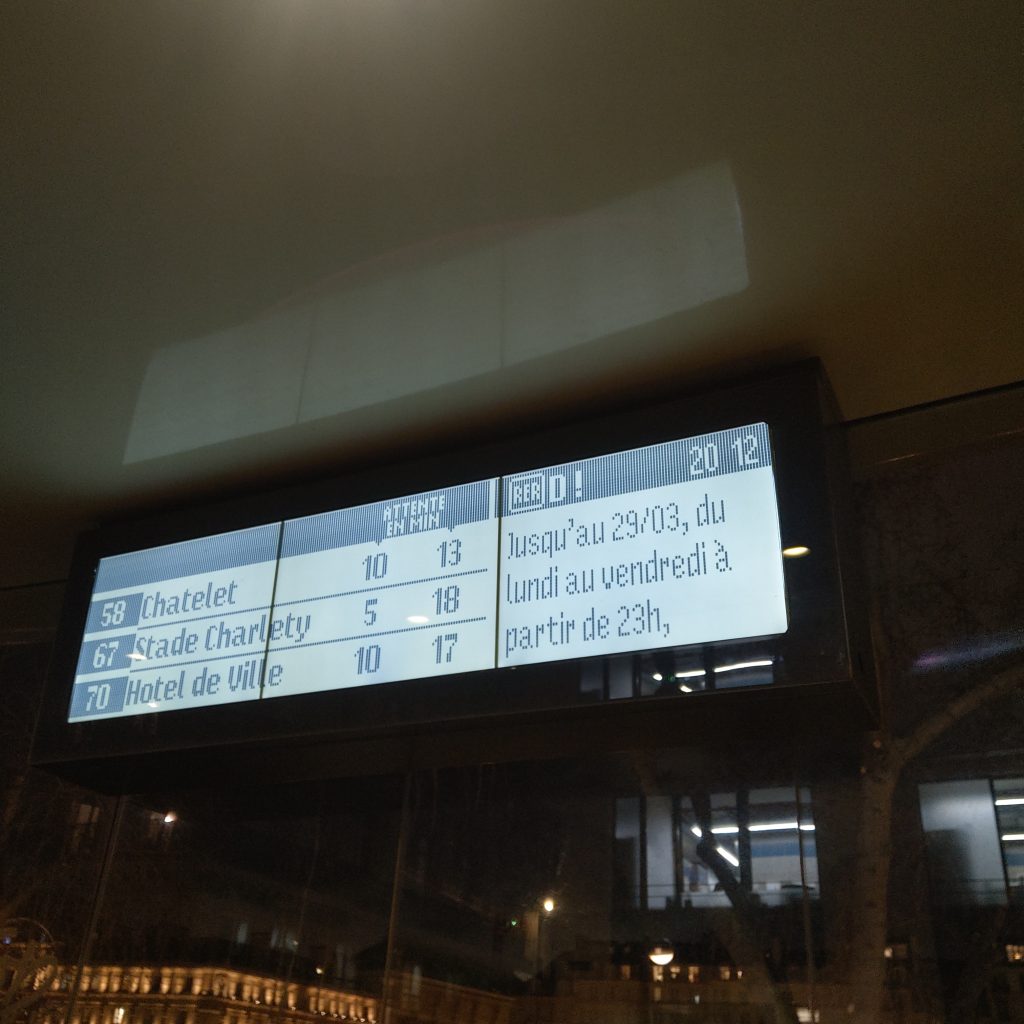 ATTENTE
EN MIN
58 Chatelet 10 13
67 Stade Charlety 5 18
70 Hotel de Ville 10 17
RER D ! 20 12
Jusqu'au 29/03, du
lundi au vendredi à
partir de 23h,